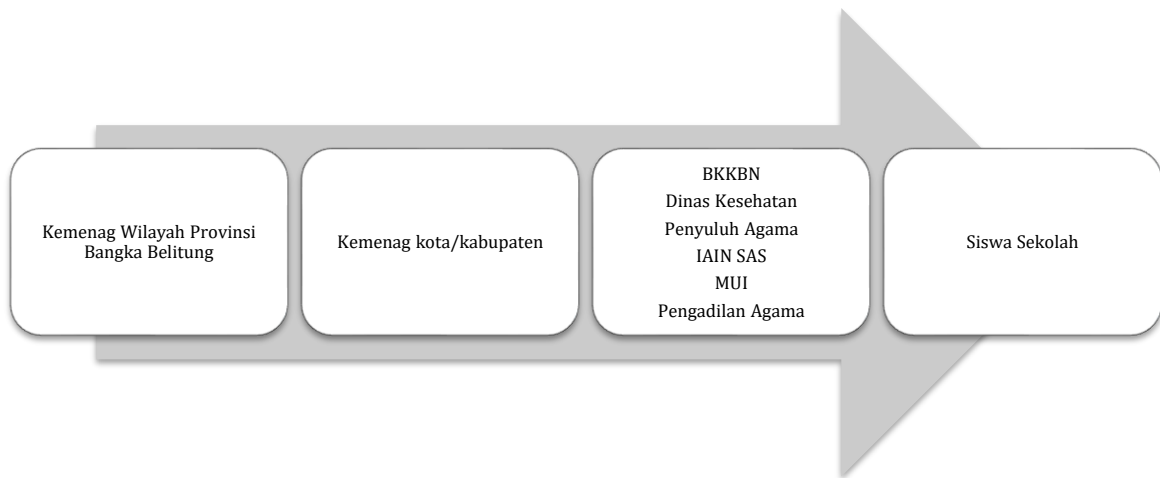 Kemenag Wilayah Provinsi
Bangka Belitung
Kemenag kota/kabupaten
BKKBN
Dinas Kesehatan
Penyuluh Agama
IAIN SAS
MUI
Pengadilan Agama
Siswa Sekolah